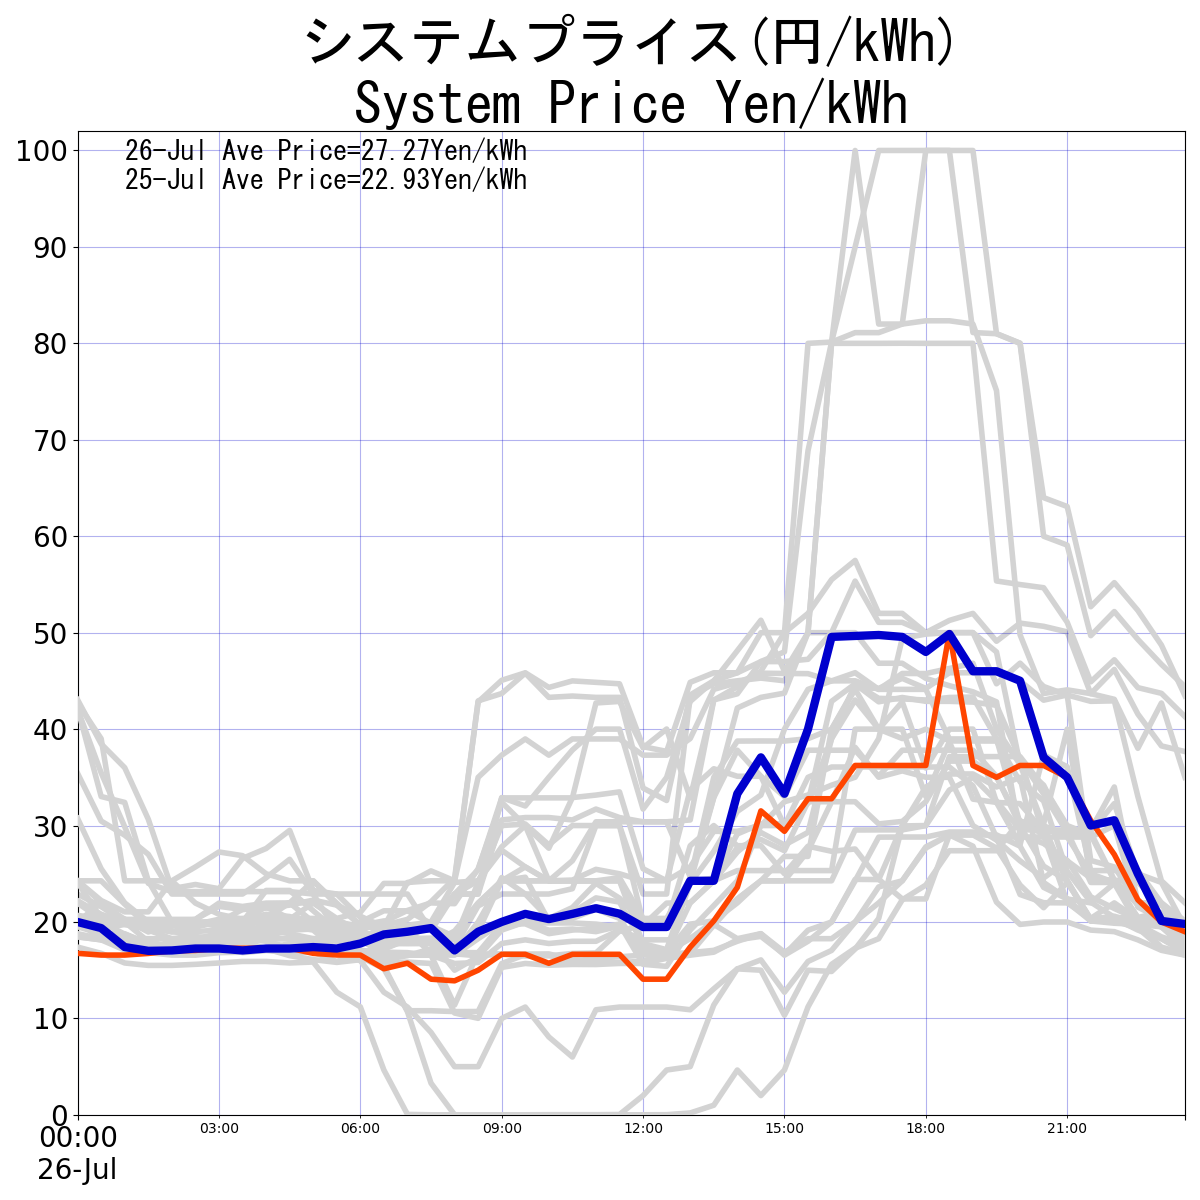 システムプライス(円/kWh)
System Price Yen/kWh
26-Jul Ave Price=27.27Yen/kWh
25-Jul Ave Price=22.93Yen/kWh
100
90
80
70
60
50
40
30
20
10
0
00:00 03:00 06:00 09:00 12:00 15:00 18:00 21:00
26-Jul